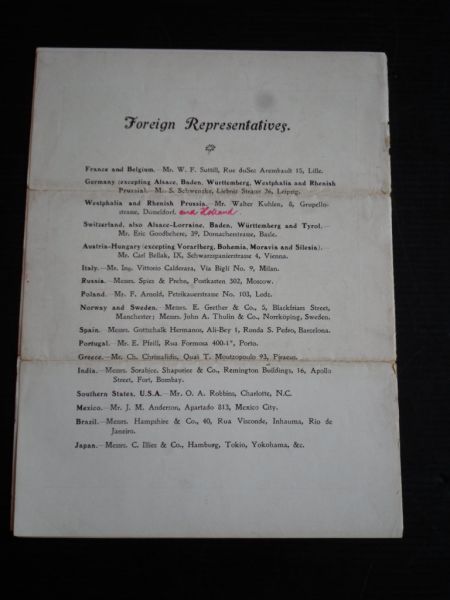 Foreign Representatives.
France and Belgium.—Mr. W. F. Suttill, Rue du Sec Arembault 15, Lille.
Germany (excepting Alsace, Baden, Württemberg, Westphalia and Rhenish
Prussia).—Mr. S. Schwenzke, Liebnitz Strasse 26, Leipzig.
Westphalia and Rhenish Prussia.—Mr. Walter Kuhlen, 8, Grupello-
strasse, Dusseldorf. and Holland.
Switzerland, also Alsace-Lorraine, Baden, Württemberg and Tyrol.—
Mr. Eric Goodbehere, 39, Dornacherstrasse, Basle.
Austria-Hungary (excepting Vorarlberg, Bohemia, Moravia and Silesia).—
Mr. Carl Bellak, IX, Schwarzspanierstrasse 4, Vienna.
Italy.—Mr. Ing. Vittorio Calderara, Via Bigli No. 9, Milan.
Russia.—Messrs. Spies & Prehn, Postkasten 302, Moscow.
Poland.—Mr. F. Arnold, Petrikauerstrasse No. 103, Lodz.
Norway and Sweden.—Messrs. E. Grether & Co., 5, Blackfriars Street,
Manchester; Messrs. John A. Thulin & Co., Norrköping, Sweden.
Spain.—Messrs. Gottschalk Hermanos, Ali-Bey 1, Ronda S. Pedro, Barcelona.
Portugal.—Mr. E. Pfeill, Rua Formosa 400-1°, Porto.
Greece.—Mr. Ch. Chrissafidis, Quai T. Moutzopoulo 93, Piraeus.
India.—Messrs. Sorabjee, Shapurjee & Co., Remington Buildings, 16, Apollo
Street, Fort, Bombay.
Southern States, U.S.A.—Mr. O. A. Robbins, Charlotte, N.C.
Mexico.—Mr. J. M. Anderson, Apartado 813, Mexico City.
Brazil.—Messrs. Hampshire & Co., 40, Rua Visconde, Inhauma, Rio de
Janeiro.
Japan.—Messrs. C. Illies & Co., Hamburg, Tokio, Yokohama, &c.